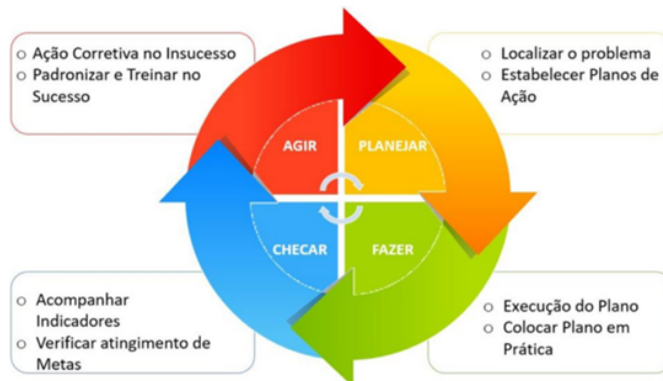 ○ Ação Corretiva no Insucesso
○ Padronizar e Treinar no
Sucesso
○ Localizar o problema
○ Estabelecer Planos de
Ação
AGIR
PLANEJAR
CHECAR
FAZER
○ Acompanhar
Indicadores
○ Verificar atingimento de
Metas
○ Execução do Plano
○ Colocar Plano em
Prática